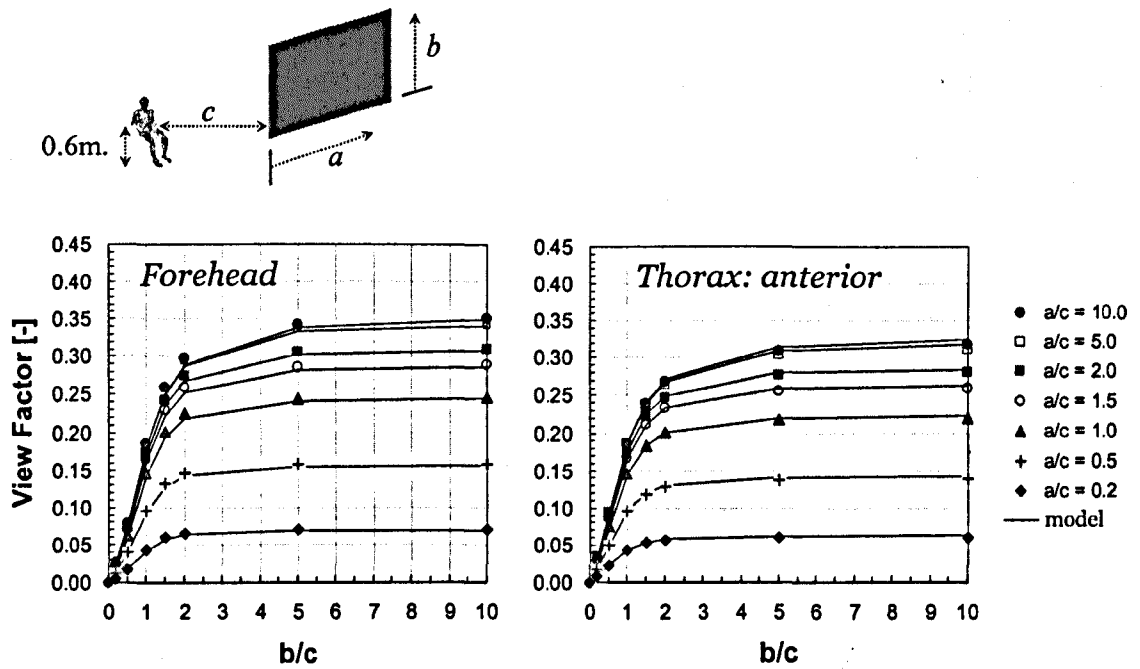 b
c
0.6m.
a
Forehead
Thorax: anterior
View Factor [-]
0.45
0.40
0.35
0.30
0.25
0.20
0.15
0.10
0.05
0.00
0 1 2 3 4 5 6 7 8 9 10
b/c
0.45
0.40
0.35
0.30
0.25
0.20
0.15
0.10
0.05
0.00
0 1 2 3 4 5 6 7 8 9 10
b/c
a/c = 10.0
a/c = 5.0
a/c = 2.0
a/c = 1.5
a/c = 1.0
a/c = 0.5
a/c = 0.2
model